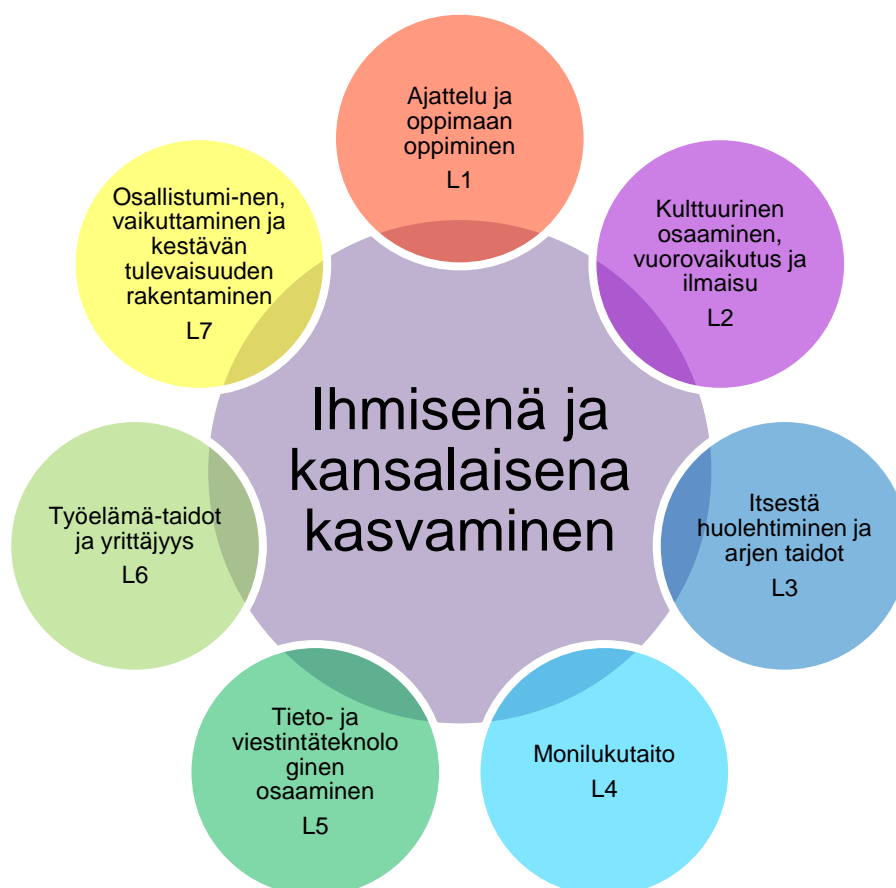 Ajattelu ja
oppimaan
oppiminen
L1
Kulttuurinen
osaaminen,
vuorovaikutus ja
ilmaisu
L2
Itsestä
huolehtiminen ja
arjen taidot
L3
Monilukutaito
L4
Tieto- ja
viestintäteknolo
ginen
osaaminen
L5
Työelämä-taidot
ja yrittäjyys
L6
Osallistumi-nen,
vaikuttaminen ja
kestävän
tulevaisuuden
rakentaminen
L7
Ihmisenä ja
kansalaisena
kasvaminen